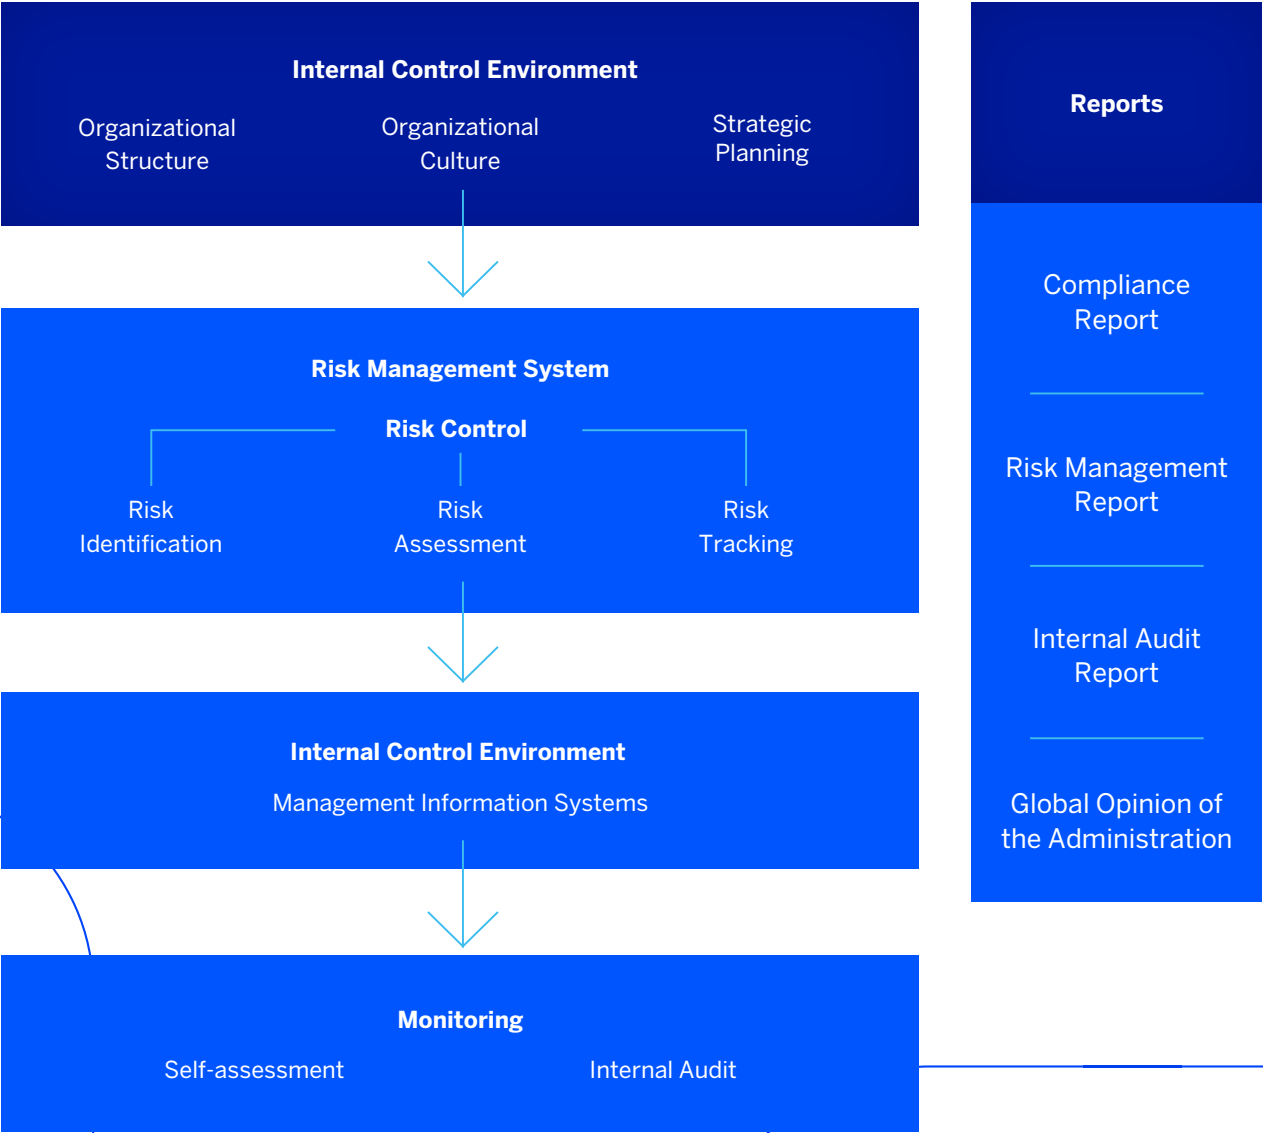 Internal Control Environment
Organizational
Structure
Organizational
Culture
Strategic
Planning
Risk Management System
Risk Control
Risk
Identification
Risk
Assessment
Risk
Tracking
Internal Control Environment
Management Information Systems
Monitoring
Self-assessment
Internal Audit
Reports
Compliance
Report
Risk Management
Report
Internal Audit
Report
Global Opinion of
the Administration